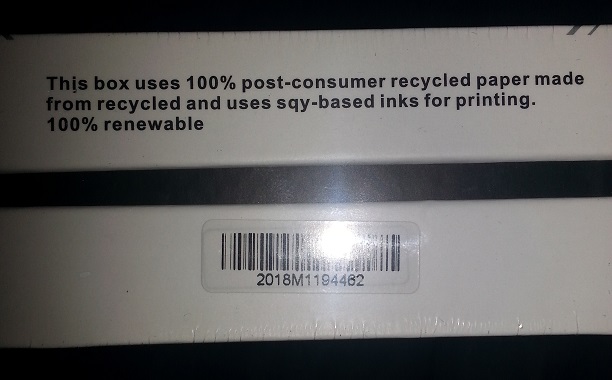 This box uses 100% post-consumer recycled paper made
from recycled and uses sqy-based inks for printing.
100% renewable
2018M1194462